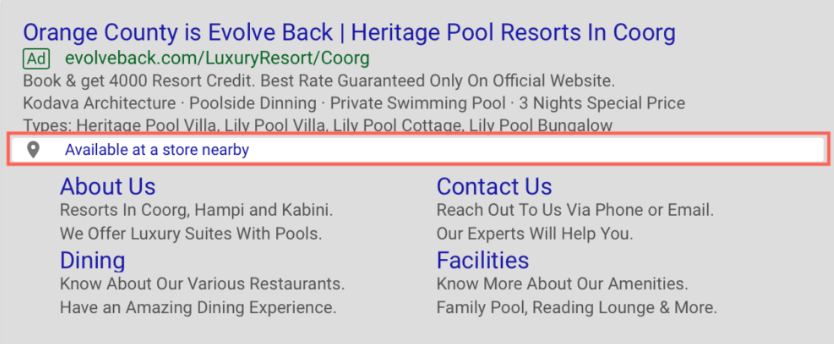 Orange County is Evolve Back | Heritage Pool Resorts In Coorg
Ad evolveback.com/LuxuryResort/Coorg
Book & get 4000 Resort Credit. Best Rate Guaranteed Only On Official Website.
Kodava Architecture · Poolside Dinning · Private Swimming Pool · 3 Nights Special Price
Types: Heritage Pool Villa, Lily Pool Villa, Lily Pool Cottage, Lily Pool Bungalow
Available at a store nearby
About Us
Resorts In Coorg, Hampi and Kabini.
We Offer Luxury Suites With Pools.
Contact Us
Reach Out To Us Via Phone or Email.
Our Experts Will Help You.
Dining
Know About Our Various Restaurants.
Have an Amazing Dining Experience.
Facilities
Know More About Our Amenities.
Family Pool, Reading Lounge & More.